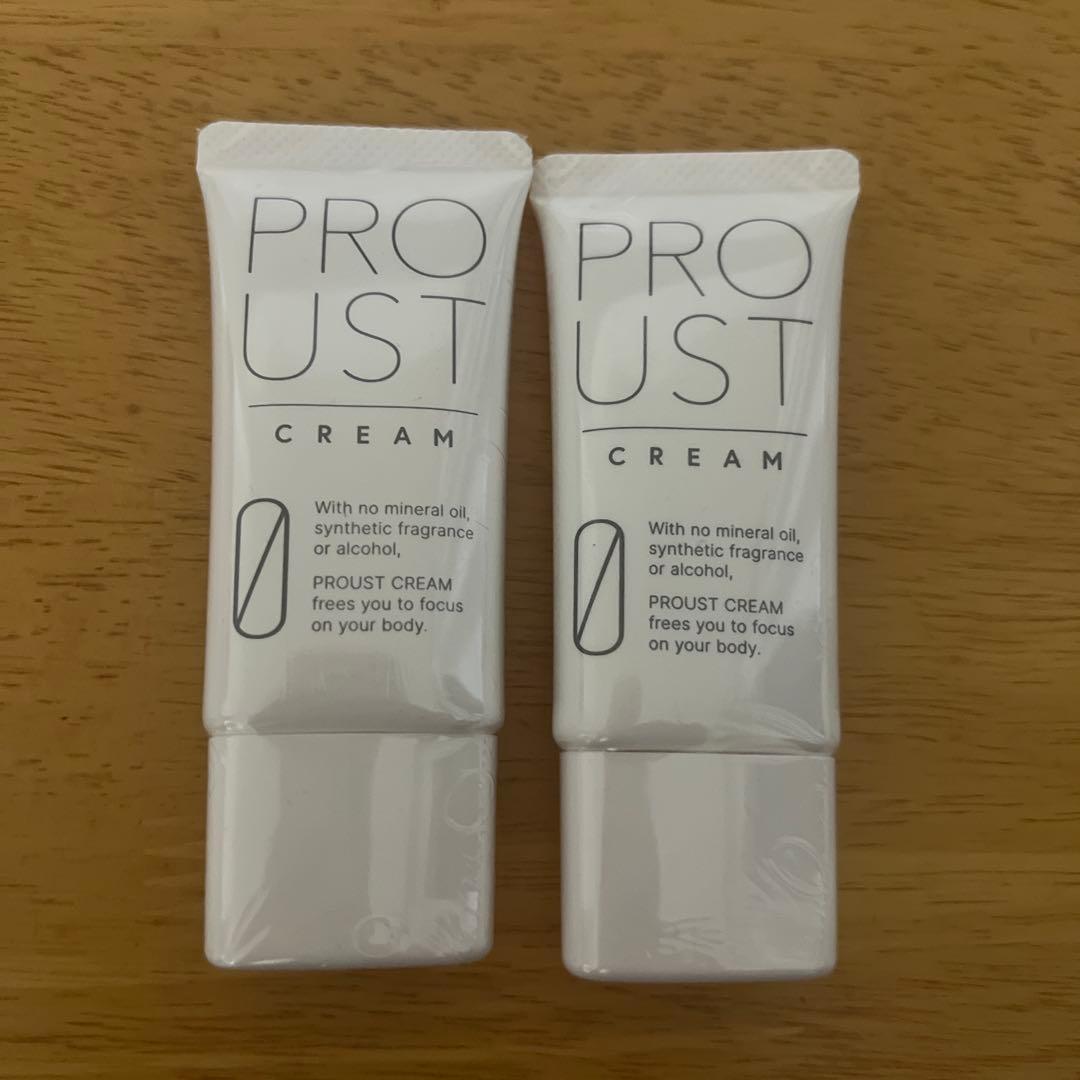 PRO
UST
CREAM
With no mineral oil,
synthetic fragrance
or alcohol,
PROUST CREAM
frees you to focus
on your body.
PRO
UST
CREAM
With no mineral oil,
synthetic fragrance
or alcohol,
PROUST CREAM
frees you to focus
on your body.